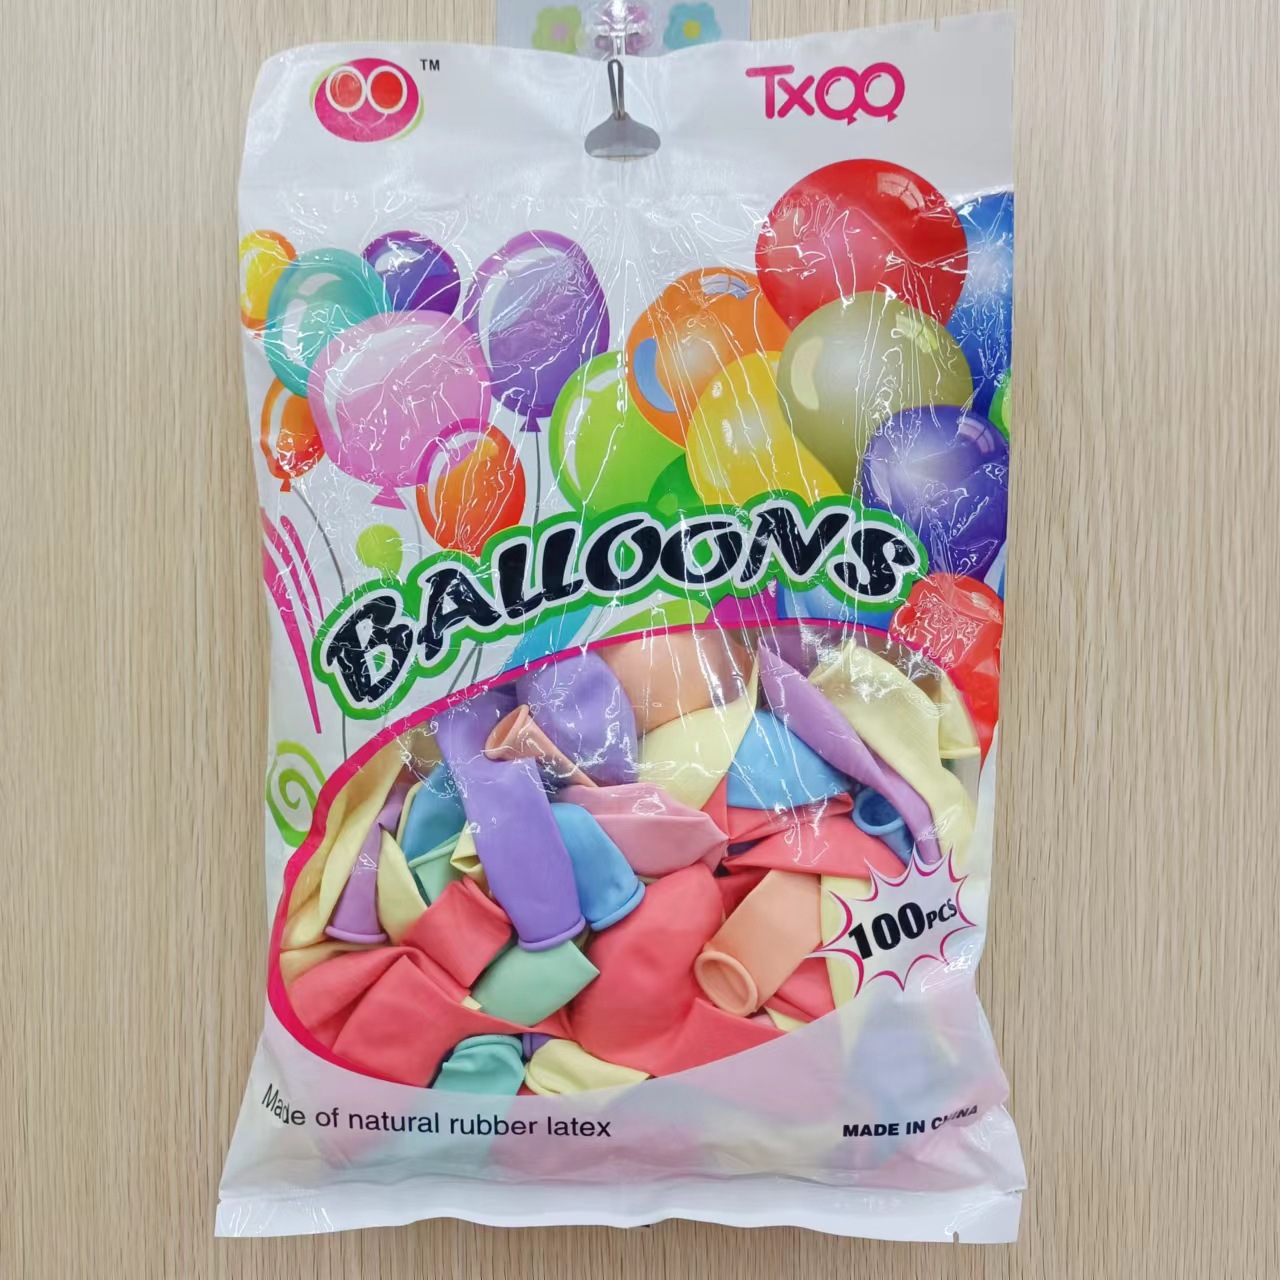 TM
TXQQ
BALLOONS
100PCS
Made of natural rubber latex
MADE IN CHINA